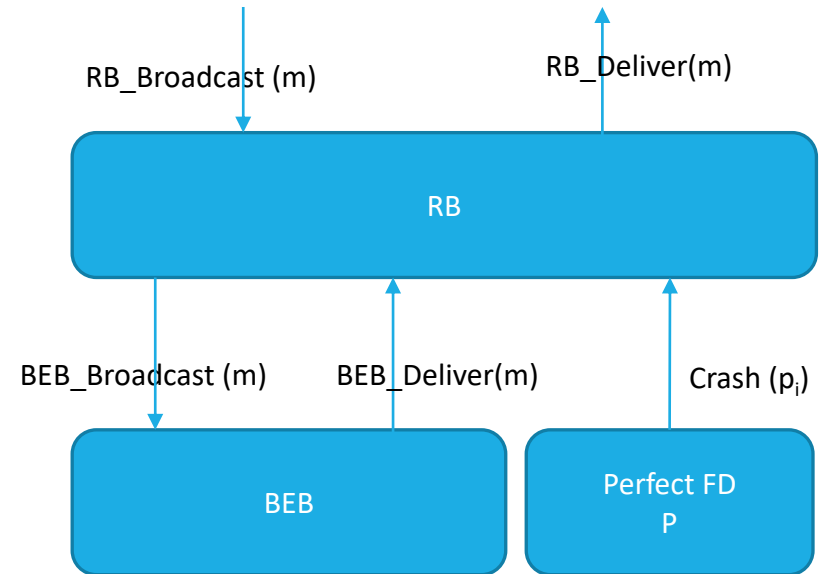 RB_Broadcast (m)
RB_Deliver(m)
RB
BEB_Broadcast (m)
BEB_Deliver(m)
Crash (pi)
BEB
Perfect FD
P